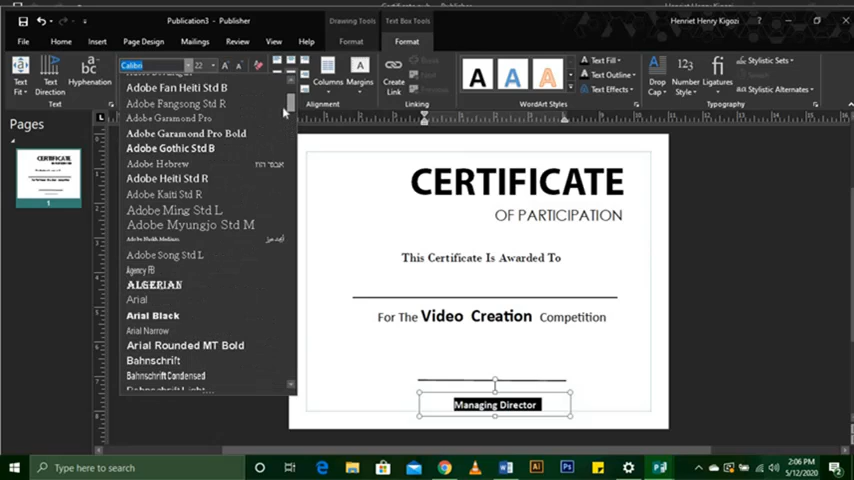 Publication3 - Publisher
Drawing Tools
Text Box Tools
Henriet Henry Kigozi
File Home Insert Page Design Mailings Review View Help Format Format
Text Fit
Text Direction
Hyphenation
Text
Calibri
22
Columns
Margins
Alignment
Create Link
Linking
A A A
WordArt Styles
Text Fill
Text Outline
Text Effects
Drop Cap
Number Style
Ligatures
Stylistic Sets
Stylistic Alternates
Typography
Pages
1
Adobe Fan Heiti Std B
Adobe Fangsong Std R
Adobe Garamond Pro
Adobe Garamond Pro Bold
Adobe Gothic Std B
Adobe Hebrew אבגד הוז
Adobe Heiti Std R
Adobe Kaiti Std R
Adobe Ming Std L
Adobe Myungjo Std M
Adobe Song Std L
Agency FB
ALGERIAN
Arial
Arial Black
Arial Narrow
Arial Rounded MT Bold
Bahnschrift
Bahnschrift Condensed
Bahnschrift Light
CERTIFICATE
OF PARTICIPATION
This Certificate Is Awarded To
For The Video Creation Competition
Managing Director
Type here to search
2:06 PM
5/12/2020